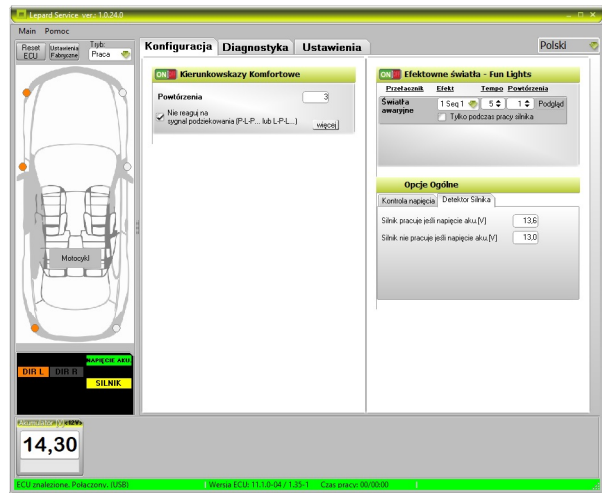 Lepard Service ver.: 1.0.24.0
Main Pomoc
Reset ECU
Ustawienia Fabryczne
Tryb:
Praca
Konfiguracja Diagnostyka Ustawienia
Polski
ON Kierunkowskazy Komfortowe
Powtórzenia 3
Nie reaguj na
sygnał podziękowania (P-L-P... lub L-P-L...)
więcej
ON Efektowne światła - Fun Lights
Przełącznik Efekt Tempo Powtórzenia
Światła awaryjne
1 Seq 1 5 1 Podgląd
Tylko podczas pracy silnika
Opcje Ogólne
Kontrola napięcia Detektor Silnika
Silnik pracuje jeśli napięcie aku.[V] 13,6
Silnik nie pracuje jeśli napięcie aku.[V] 13,0
Motocykl
NAPIĘCIE AKU.
DIR L DIR R
SILNIK
14,30
ECU znalezione. Połączony. (USB)
Wersja ECU: 11.1.0-04 / 1.35-1
Czas pracy: 00/00:00